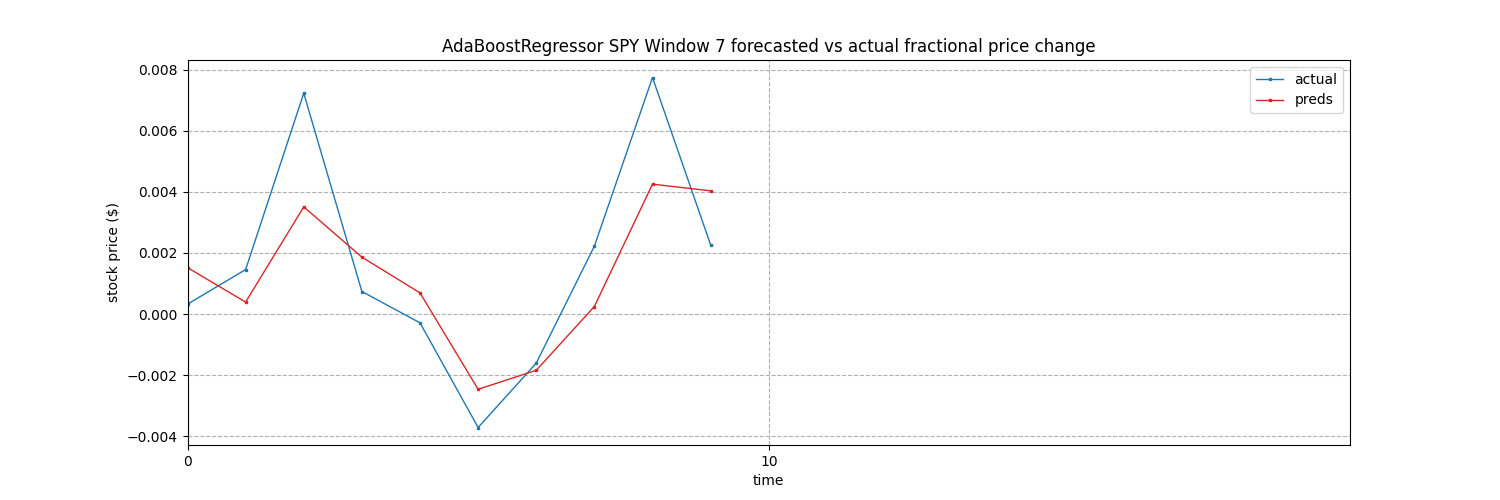 AdaBoostRegressor SPY Window 7 forecasted vs actual fractional price change
actual
preds
stock price ($)
0.008
0.006
0.004
0.002
0.000
−0.002
−0.004
0
10
time